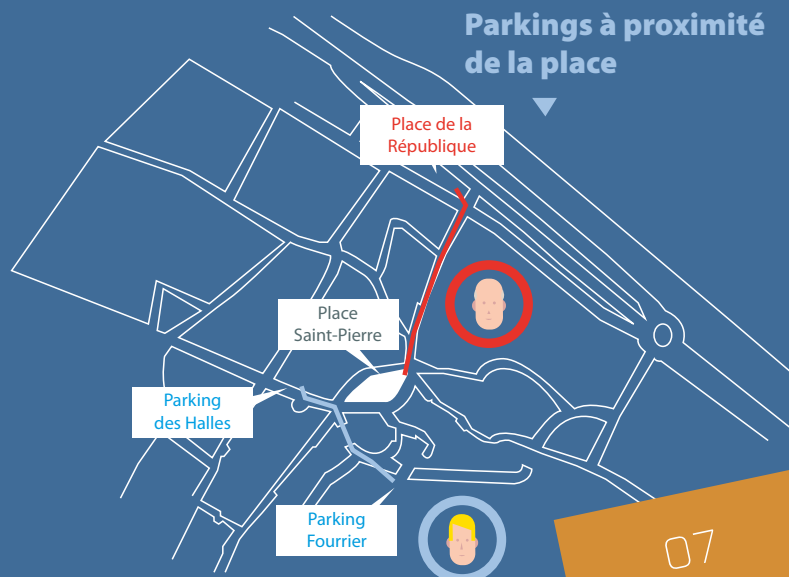 Parkings à proximité
de la place
Place de la
République
Place
Saint-Pierre
Parking
des Halles
Parking
Fourrier
07